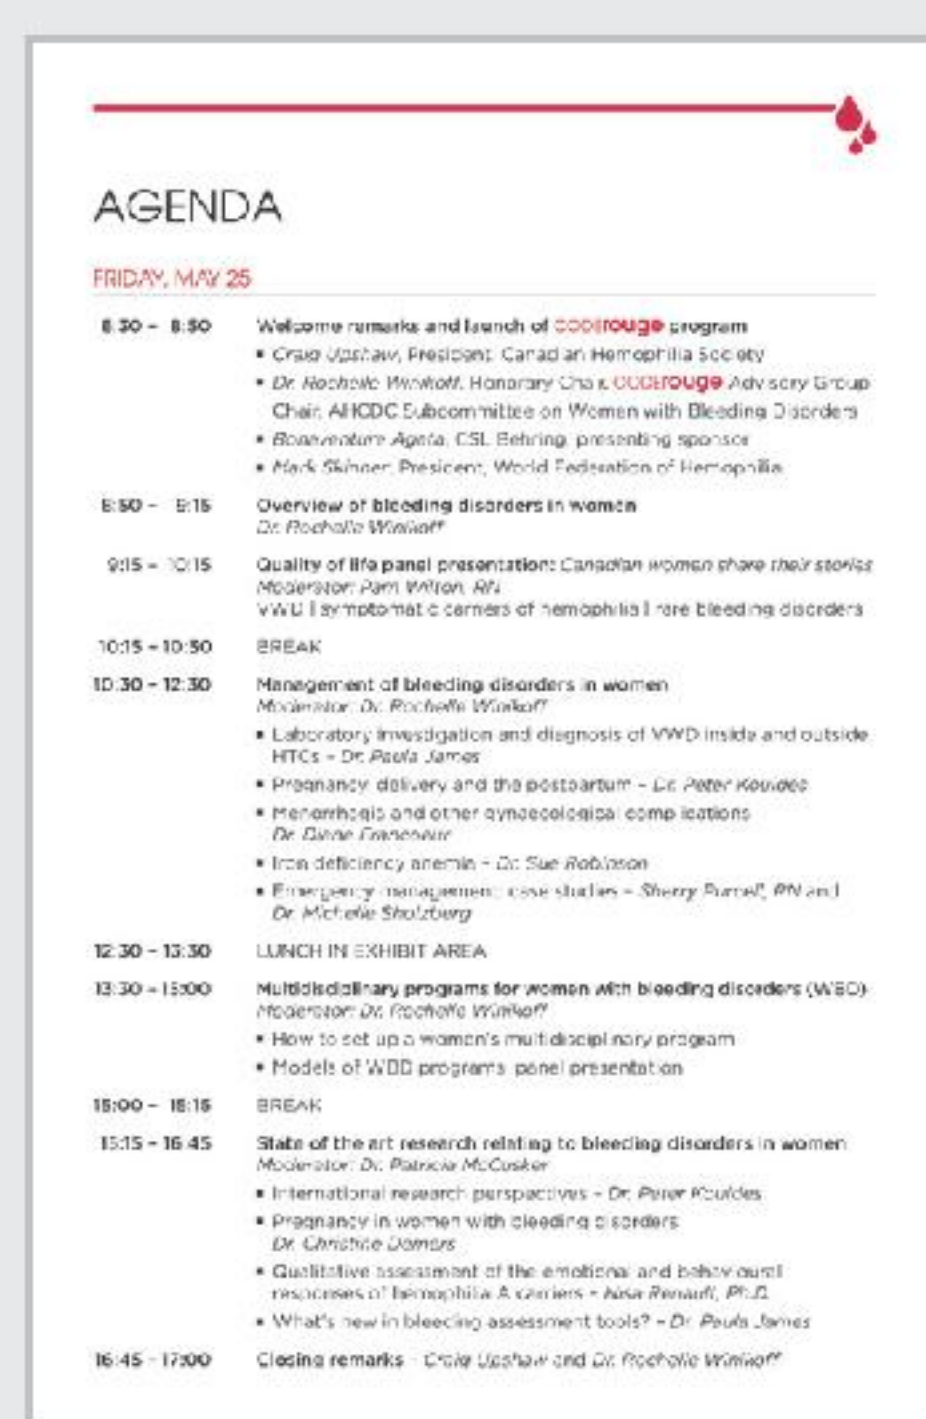 AGENDA
FRIDAY, MAY 25
8:30 – 8:50 Welcome remarks and launch of CODErouge program
▪ Craig Upshaw, President, Canadian Hemophilia Society
▪ Dr. Rochelle Winikoff, Honorary Chair, CODErouge Advisory Group
Chair, AHCDC Subcommittee on Women with Bleeding Disorders
▪ Bonaventure Agata, CSL Behring, presenting sponsor
▪ Mark Skinner, President, World Federation of Hemophilia
8:50 – 9:15 Overview of bleeding disorders in women
Dr. Rochelle Winikoff
9:15 – 10:15 Quality of life panel presentation: Canadian women share their stories
Moderator: Pam Wilton, RN
VWD | symptomatic carriers of hemophilia | rare bleeding disorders
10:15 – 10:30 BREAK
10:30 – 12:30 Management of bleeding disorders in women
Moderator: Dr. Rochelle Winikoff
▪ Laboratory investigation and diagnosis of VWD inside and outside
HTCs – Dr. Paula James
▪ Pregnancy, delivery and the postpartum – Dr. Peter Kouides
▪ Menorrhagia and other gynaecological complications
Dr. Diane Francoeur
▪ Iron deficiency anemia – Dr. Sue Robinson
▪ Emergency management: case studies – Sherry Purcell, RN and
Dr. Michelle Sholzberg
12:30 – 13:30 LUNCH IN EXHIBIT AREA
13:30 – 15:00 Multidisciplinary programs for women with bleeding disorders (WBD)
Moderator: Dr. Rochelle Winikoff
▪ How to set up a women's multidisciplinary program
▪ Models of WBD programs: panel presentation
15:00 – 15:15 BREAK
15:15 – 16:45 State of the art research relating to bleeding disorders in women
Moderator: Dr. Patricia McCusker
▪ International research perspectives – Dr. Peter Kouides
▪ Pregnancy in women with bleeding disorders
Dr. Christine Demers
▪ Qualitative assessment of the emotional and behavioural
responses of hemophilia A carriers – Nisa Renault, Ph.D.
▪ What's new in bleeding assessment tools? – Dr. Paula James
16:45 – 17:00 Closing remarks – Craig Upshaw and Dr. Rochelle Winikoff